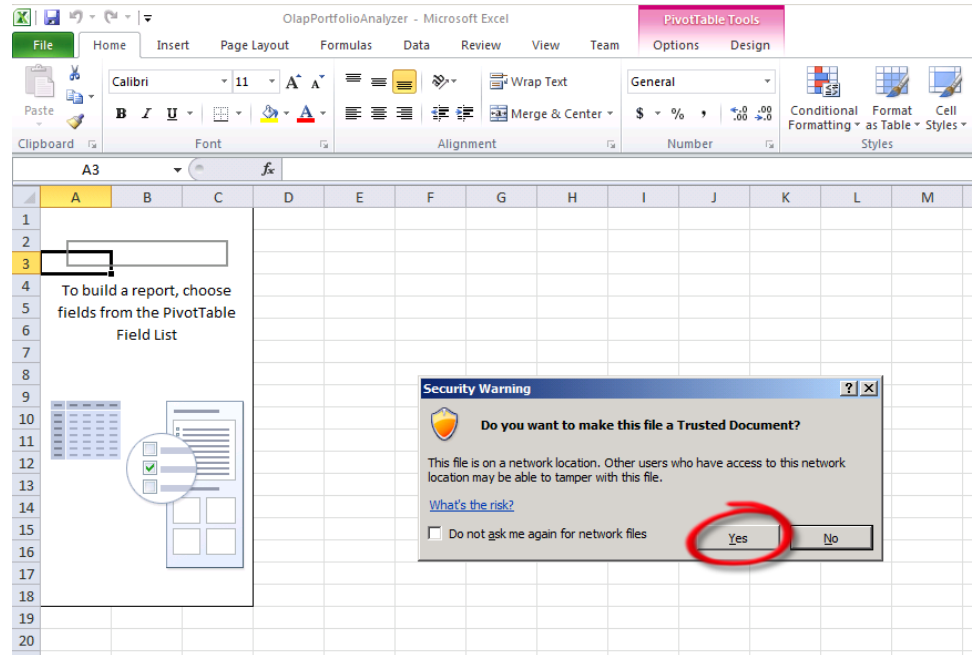 OlapPortfolioAnalyzer - Microsoft Excel
PivotTable Tools
File Home Insert Page Layout Formulas Data Review View Team Options Design
Calibri 11 A A Wrap Text General
Paste B I U A Merge & Center $ % , .0 .00 .00 .0 Conditional Formatting Format as Table Cell Styles
Clipboard Font Alignment Number Styles
A3 fx
A B C D E F G H I J K L M
1
2
3
4 To build a report, choose
5 fields from the PivotTable
6 Field List
7
8
9
10
11
12
13
14
15
16
17
18
19
20
Security Warning ? X
Do you want to make this file a Trusted Document?
This file is on a network location. Other users who have access to this network
location may be able to tamper with this file.
What's the risk?
Do not ask me again for network files
Yes No